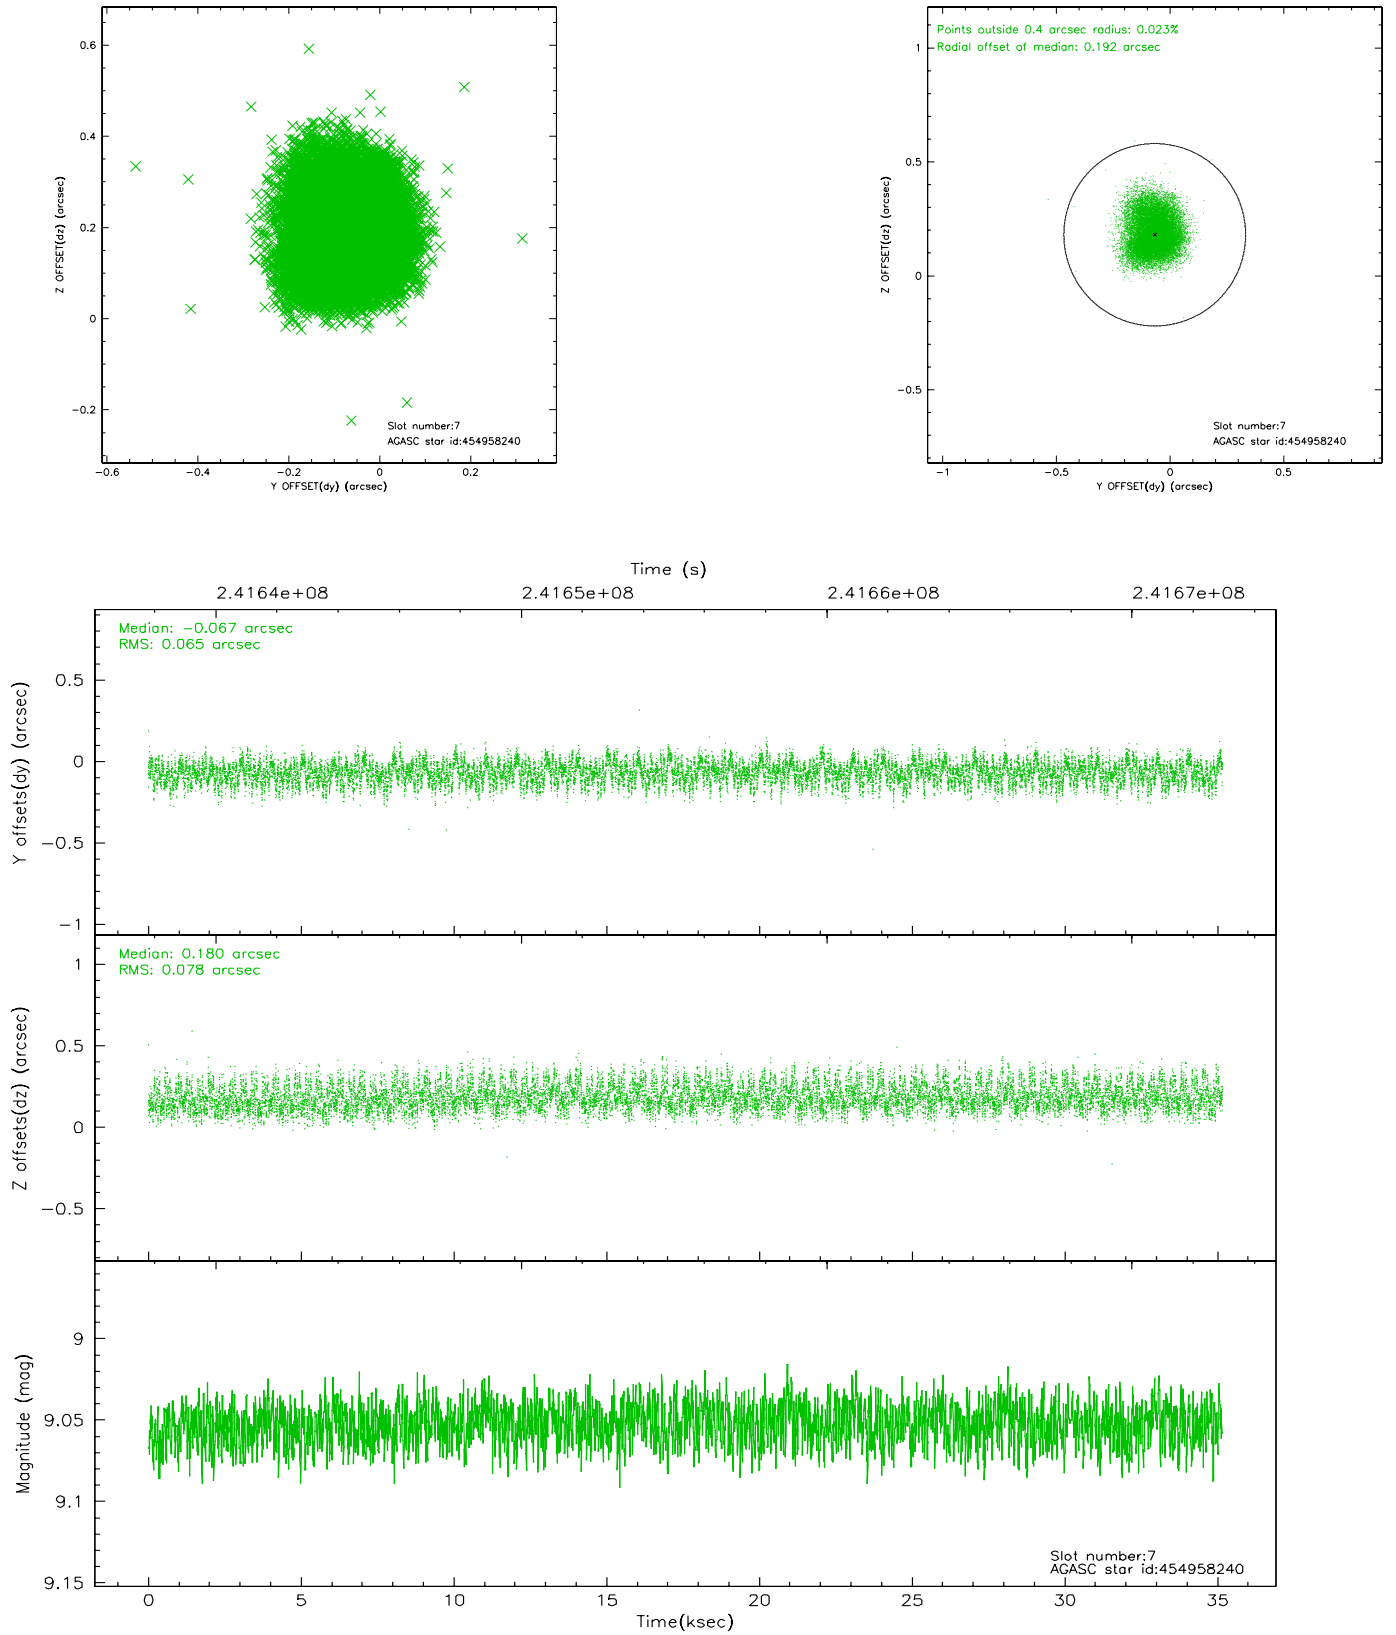 0.6
0.4
0.2
0
−0.2
Z OFFSET(dz) (arcsec)
Slot number:7
AGASC star id:454958240
−0.6
−0.4
−0.2
0
0.2
Y OFFSET(dy) (arcsec)
Points outside 0.4 arcsec radius: 0.023%
Radial offset of median: 0.192 arcsec
1
0.5
0
−0.5
Z OFFSET(dz) (arcsec)
Slot number:7
AGASC star id:454958240
−1
−0.5
0
0.5
Y OFFSET(dy) (arcsec)
Time (s)
2.4164e+08
2.4165e+08
2.4166e+08
2.4167e+08
Median: −0.067 arcsec
RMS: 0.065 arcsec
0.5
0
−0.5
−1
Y offsets(dy) (arcsec)
Median: 0.180 arcsec
RMS: 0.078 arcsec
1
0.5
0
−0.5
Z offsets(dz) (arcsec)
9
9.05
9.1
9.15
Magnitude (mag)
Slot number:7
AGASC star id:454958240
0
5
10
15
20
25
30
35
Time(ksec)